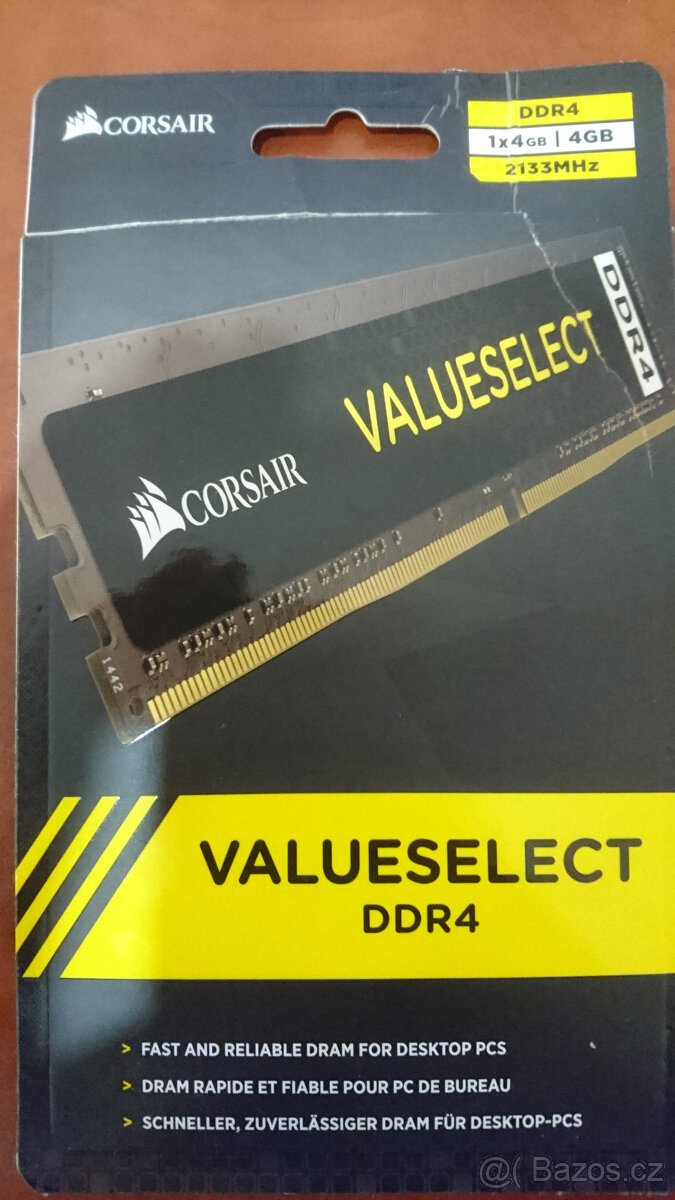 CORSAIR
DDR4
1x4GB | 4GB
2133MHz
DDR4
VALUESELECT
CORSAIR
1442
VALUESELECT
DDR4
> FAST AND RELIABLE DRAM FOR DESKTOP PCS
> DRAM RAPIDE ET FIABLE POUR PC DE BUREAU
> SCHNELLER, ZUVERLÄSSIGER DRAM FÜR DESKTOP-PCS
@( Bazos.cz